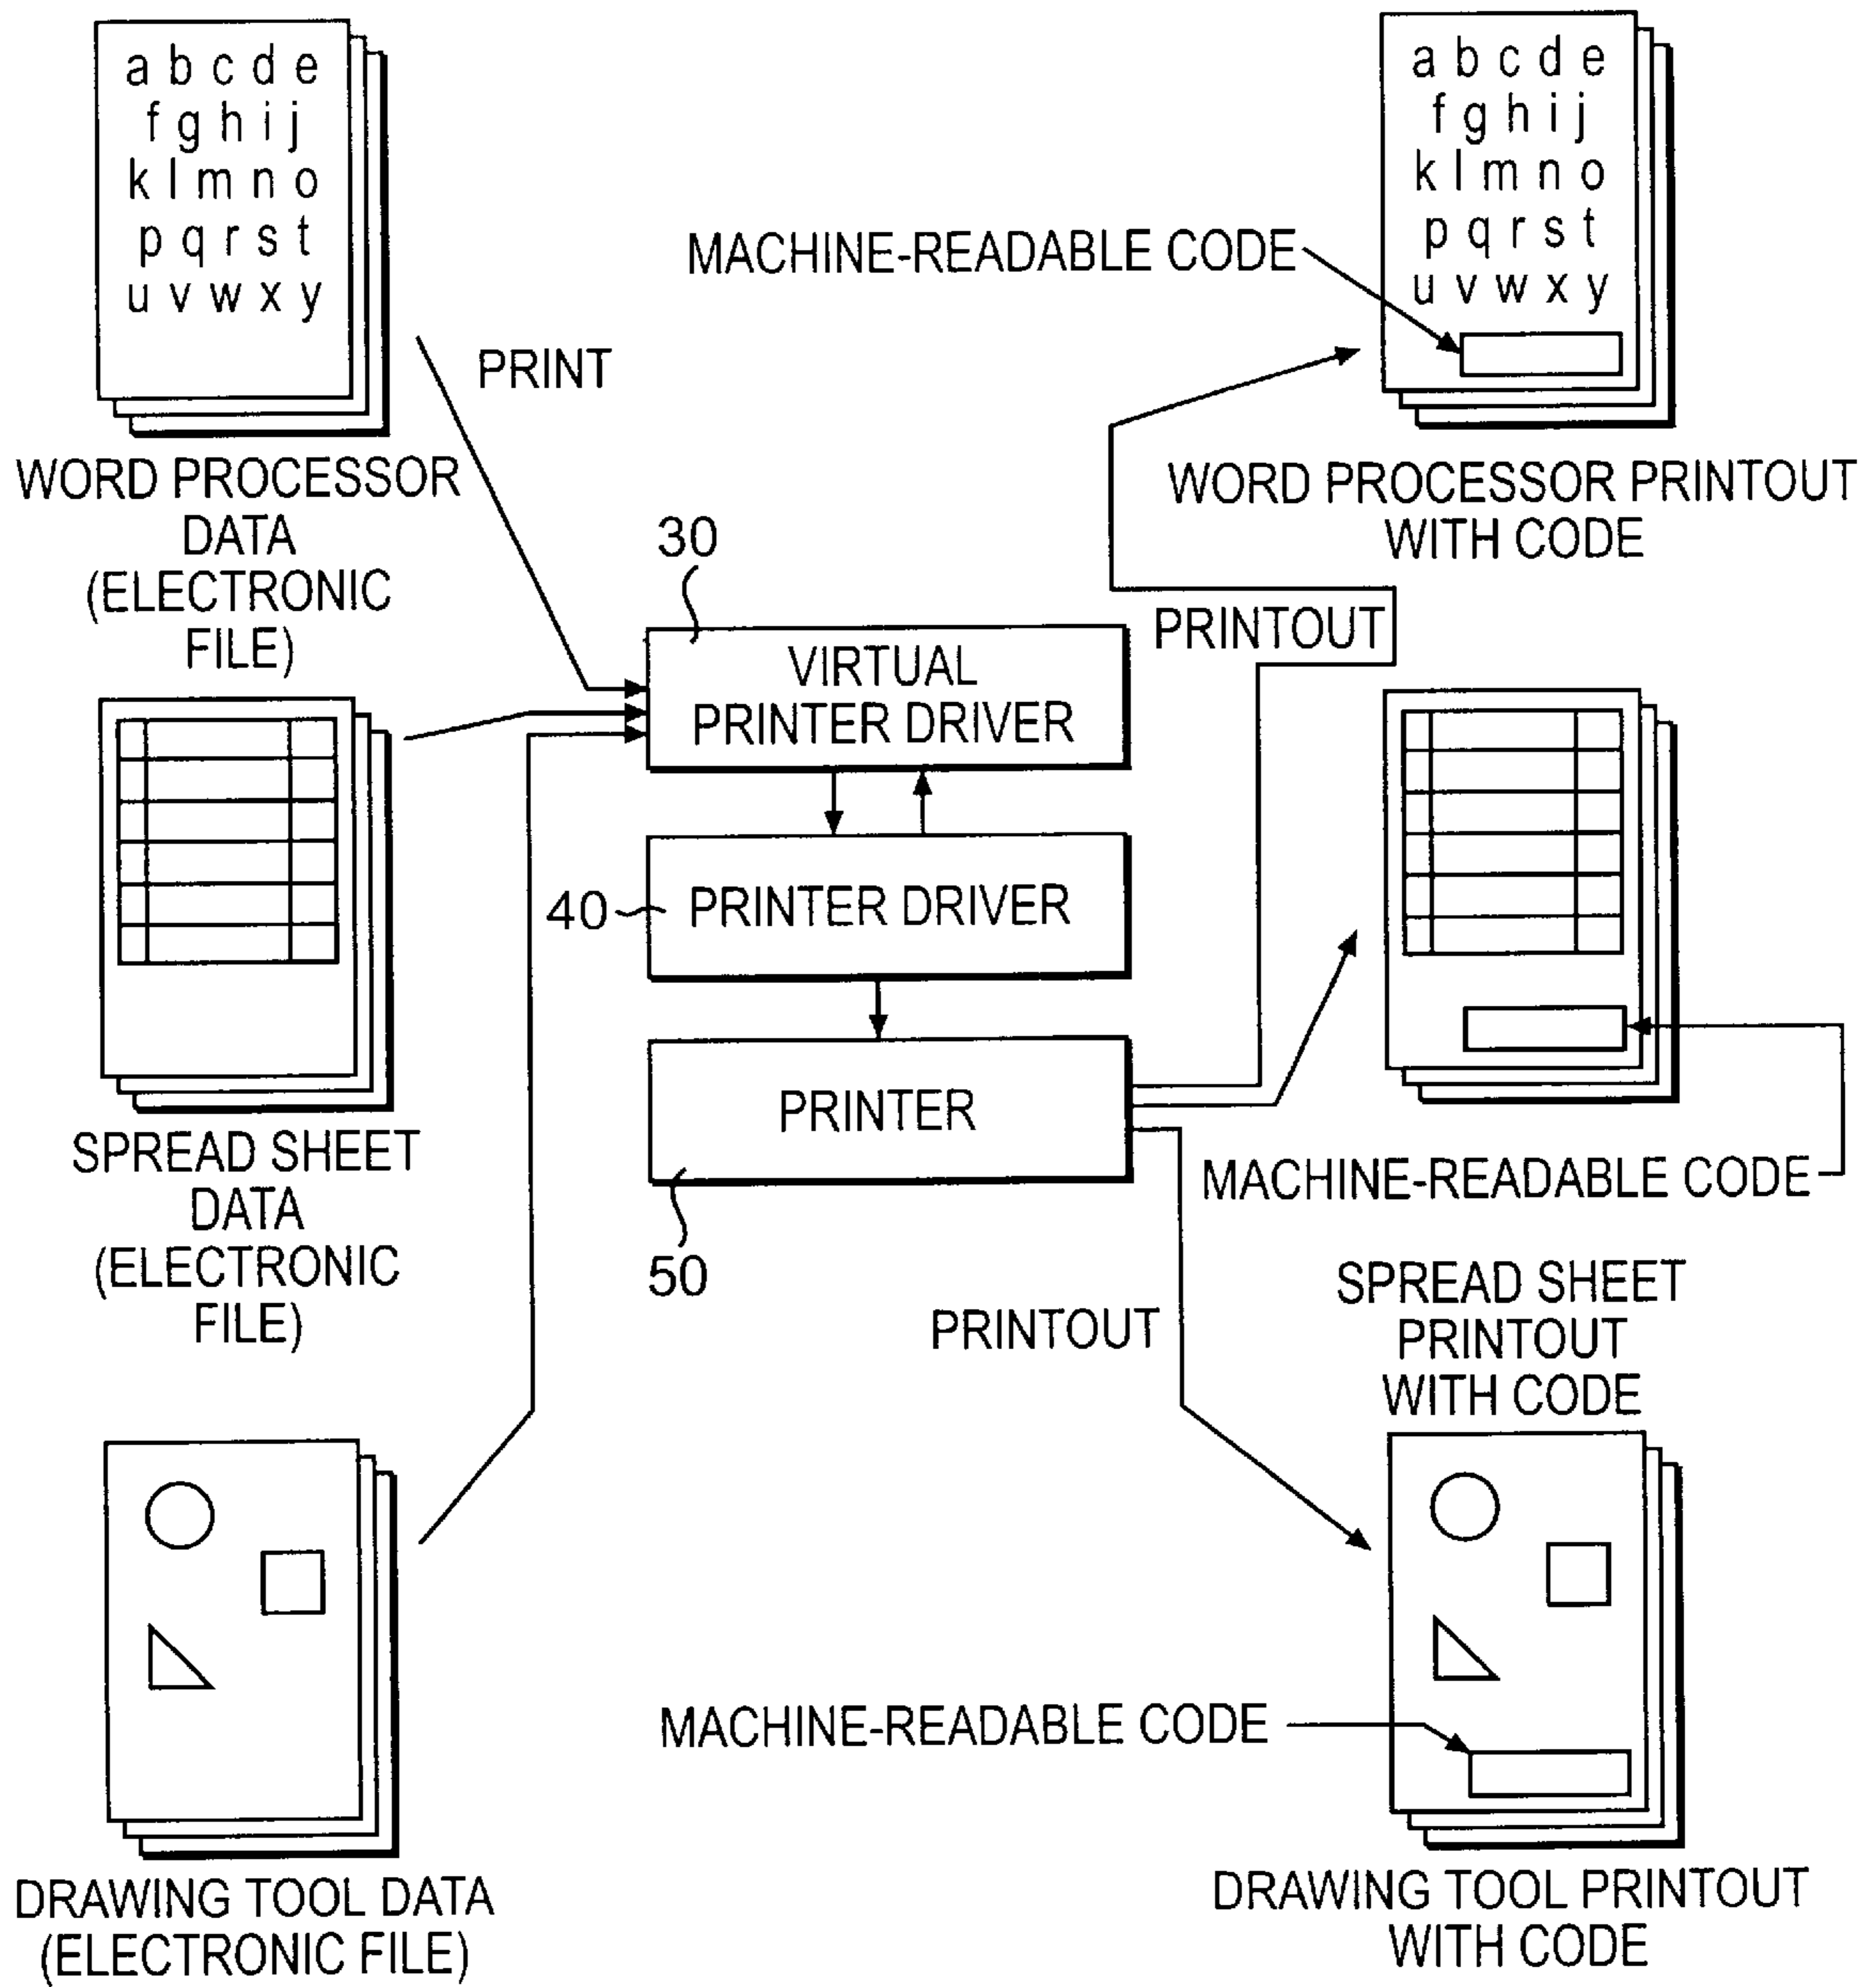 a b c d e
f g h i j
k l m n o
p q r s t
u v w x y
WORD PROCESSOR
DATA
(ELECTRONIC
FILE)
PRINT
SPREAD SHEET
DATA
(ELECTRONIC
FILE)
DRAWING TOOL DATA
(ELECTRONIC FILE)
30
VIRTUAL
PRINTER DRIVER
40
PRINTER DRIVER
PRINTER
50
PRINTOUT
PRINTOUT
MACHINE-READABLE CODE
a b c d e
f g h i j
k l m n o
p q r s t
u v w x y
WORD PROCESSOR PRINTOUT
WITH CODE
MACHINE-READABLE CODE
SPREAD SHEET
PRINTOUT
WITH CODE
MACHINE-READABLE CODE
DRAWING TOOL PRINTOUT
WITH CODE